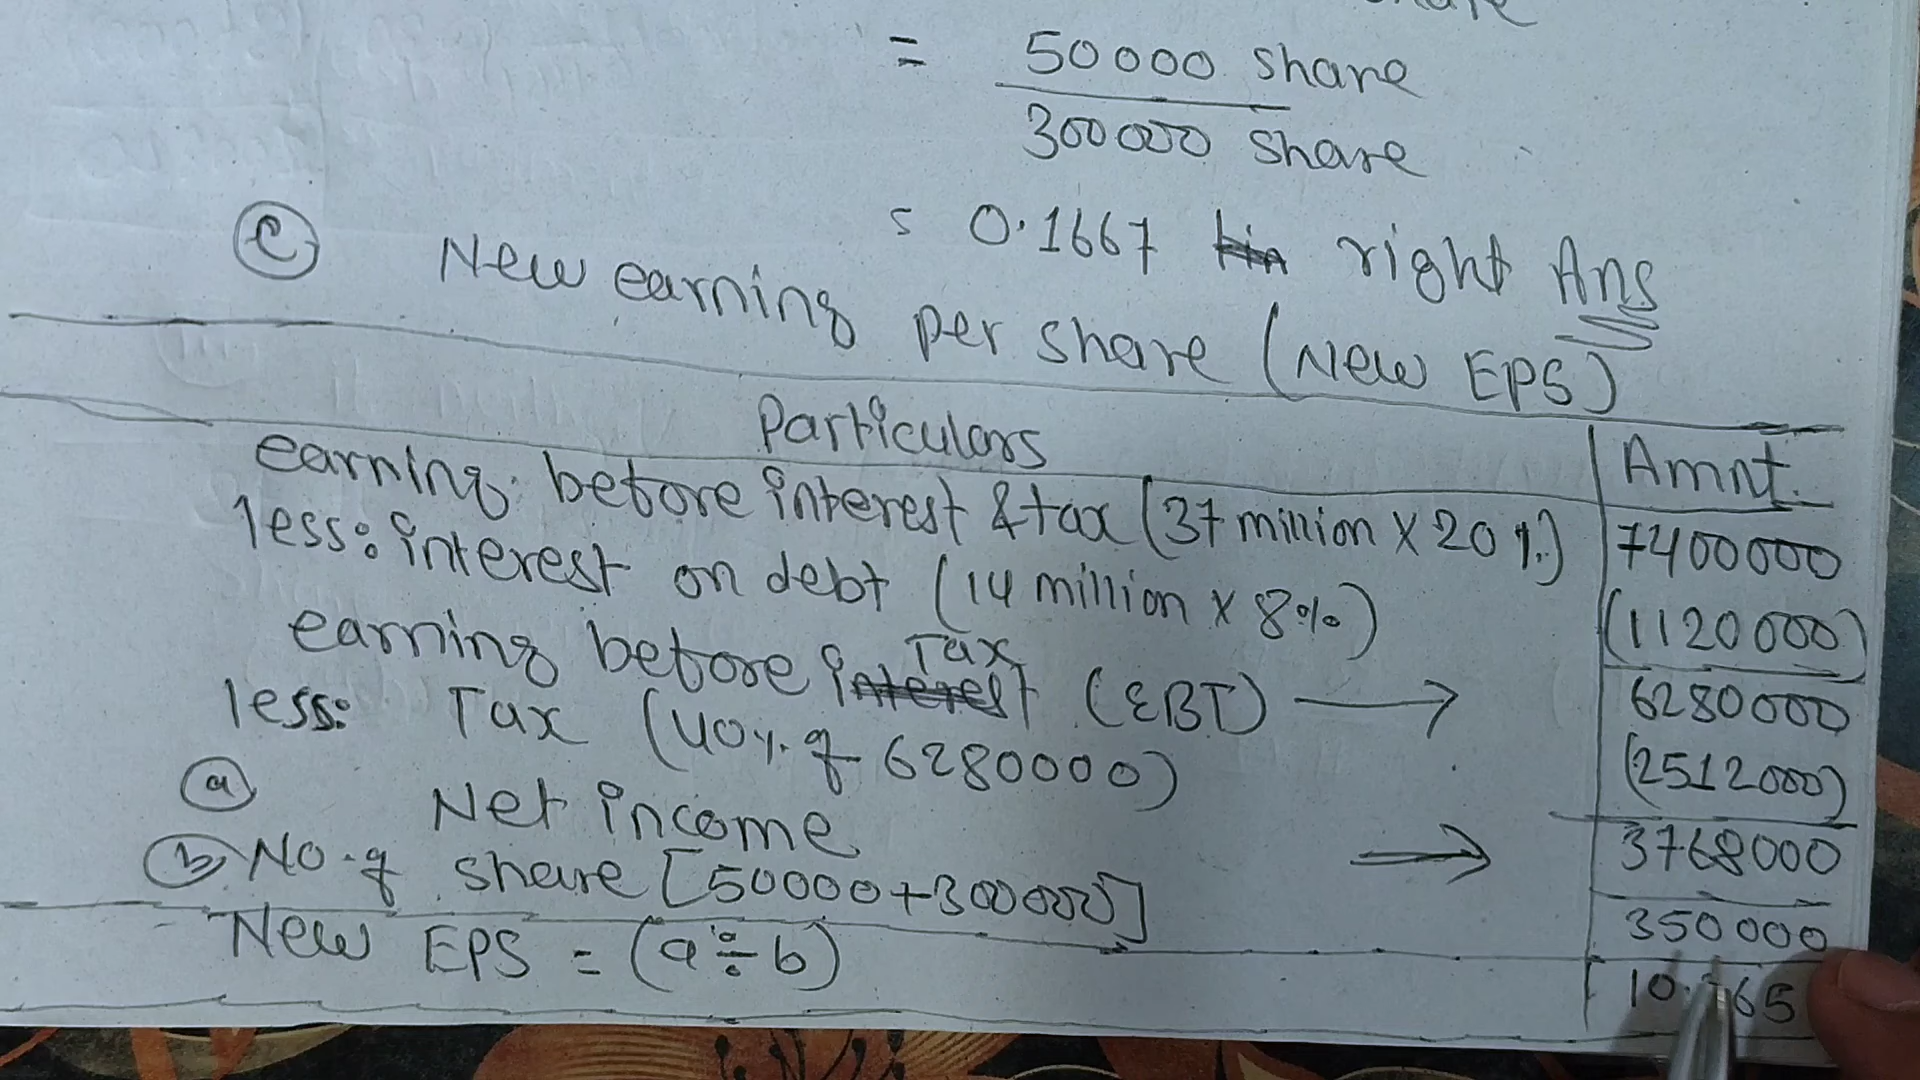 = 50000 share
300000 share
= 0.1667 right Ans
(c) New earning per share (New EPS)
Particulars Amnt.
earning before interest & tax (37 million X 20%) 7400000
less: interest on debt (14 million X 8%) (1120000)
earning before Tax (EBT) → 6280000
less: Tax (40% of 6280000) (2512000)
(a) Net income → 3768000
(b) No. of share [50000+300000] 350000
New EPS = (a ÷ b)